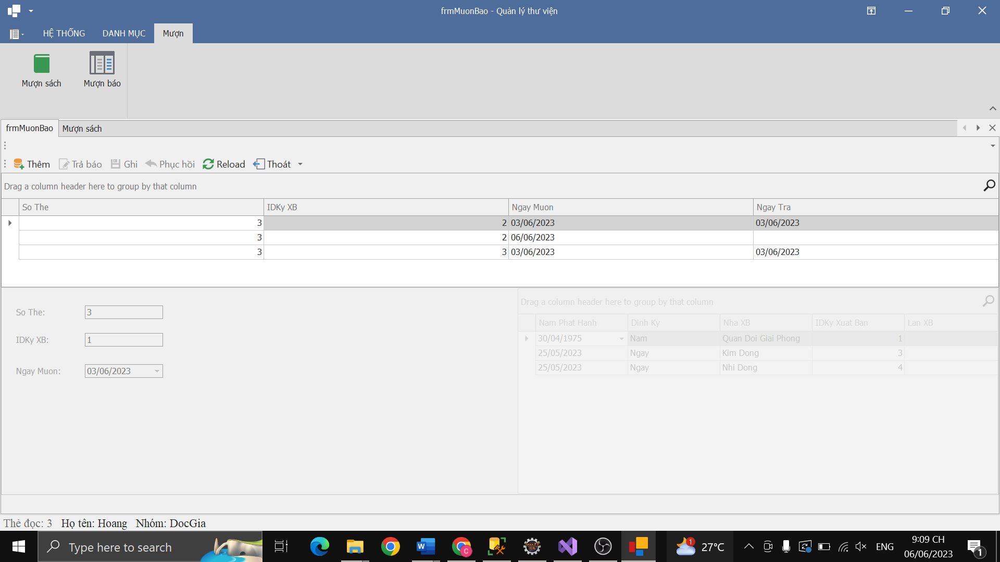 frmMuonBao - Quản lý thư viện
HỆ THỐNG DANH MỤC Mượn
Mượn sách Mượn báo
frmMuonBao Mượn sách
Thêm Trả báo Ghi Phục hồi Reload Thoát
Drag a column header here to group by that column
So The IDKy XB Ngay Muon Ngay Tra
3 2 03/06/2023 03/06/2023
3 2 06/06/2023
3 3 03/06/2023 03/06/2023
So The: 3
IDKy XB: 1
Ngay Muon: 03/06/2023
Drag a column header here to group by that column
Nam Phat Hanh Dinh Ky Nha XB IDKy Xuat Ban Lan XB
30/04/1975 Nam Quan Doi Giai Phong 1
25/05/2023 Ngay Kim Dong 3
25/05/2023 Ngay Nhi Dong 4
Thẻ đọc: 3 Họ tên: Hoang Nhóm: DocGia
Type here to search
1 27°C
ENG
9:09 CH
06/06/2023
1